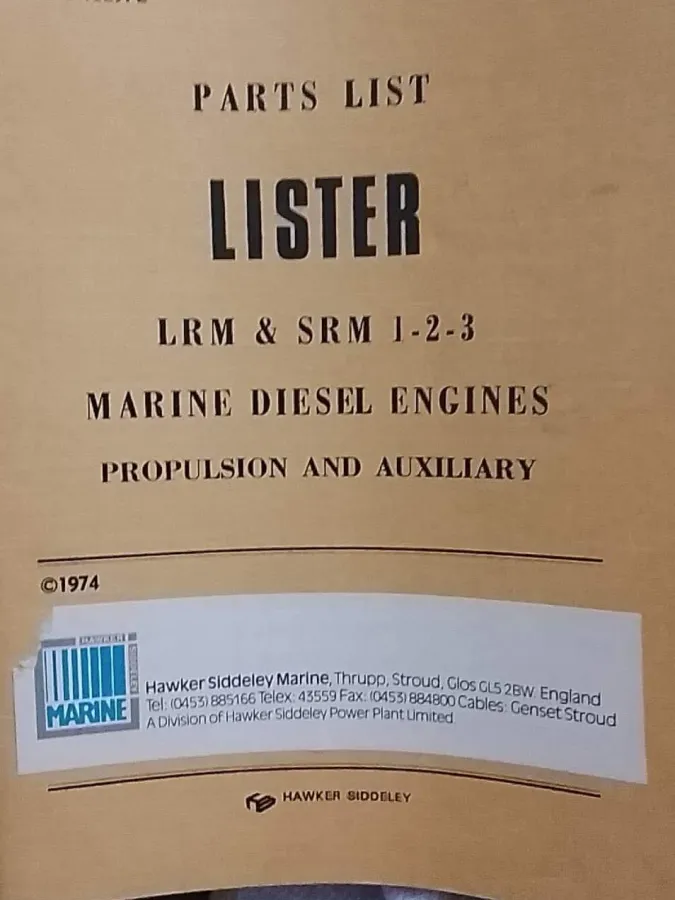 PARTS LIST
LISTER
LRM & SRM 1-2-3
MARINE DIESEL ENGINES
PROPULSION AND AUXILIARY
©1974
HAWKER
SIDDELEY
MARINE
Hawker Siddeley Marine, Thrupp, Stroud, Glos GL5 2BW. England
Tel: (0453) 885166 Telex: 43559 Fax: (0453) 884800 Cables: Genset Stroud
A Division of Hawker Siddeley Power Plant Limited.
HAWKER SIDDELEY